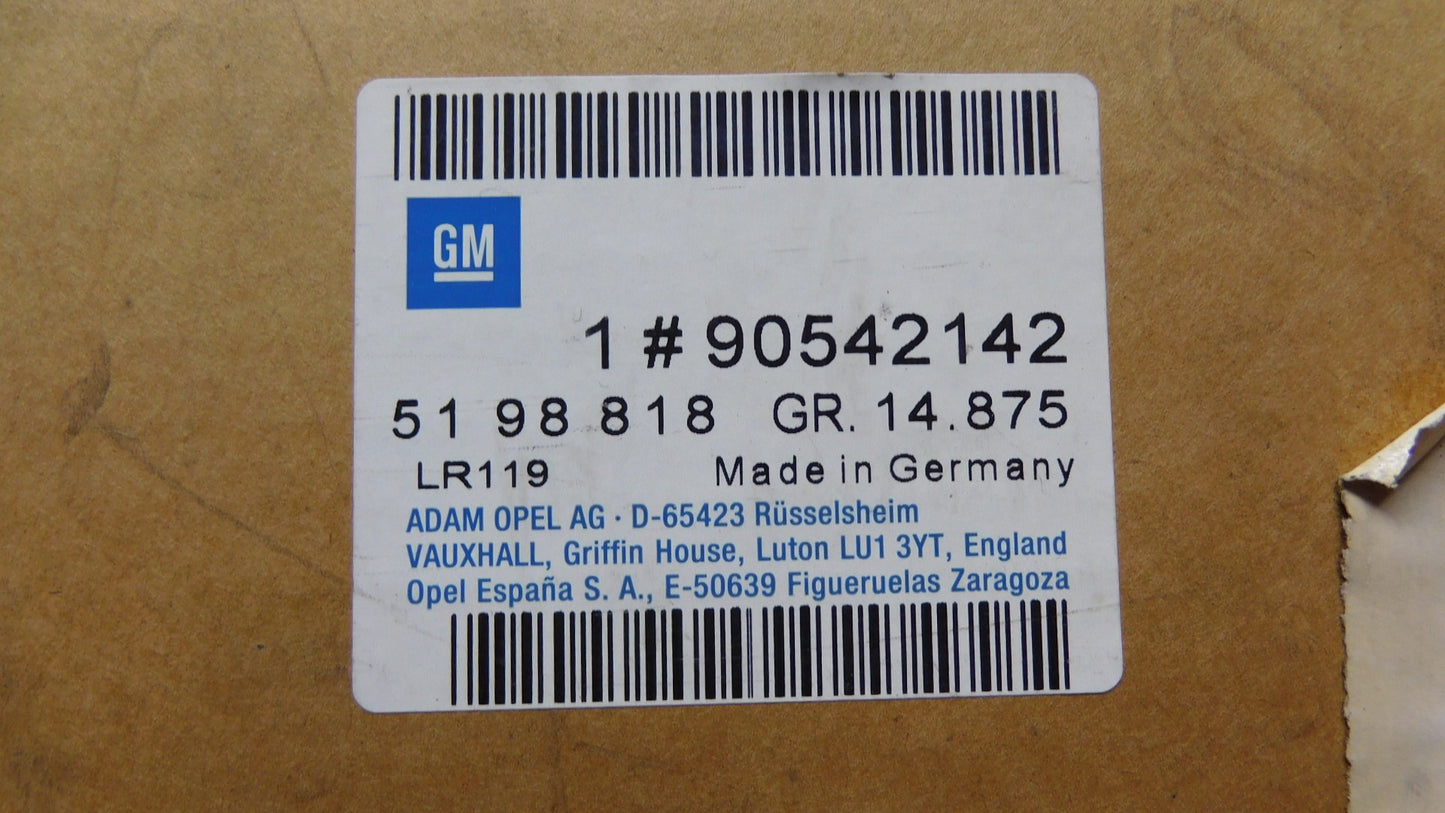 GM
1 # 90542142
51 98 818 GR. 14.875
LR119 Made in Germany
ADAM OPEL AG · D-65423 Rüsselsheim
VAUXHALL, Griffin House, Luton LU1 3YT, England
Opel España S. A., E-50639 Figueruelas Zaragoza